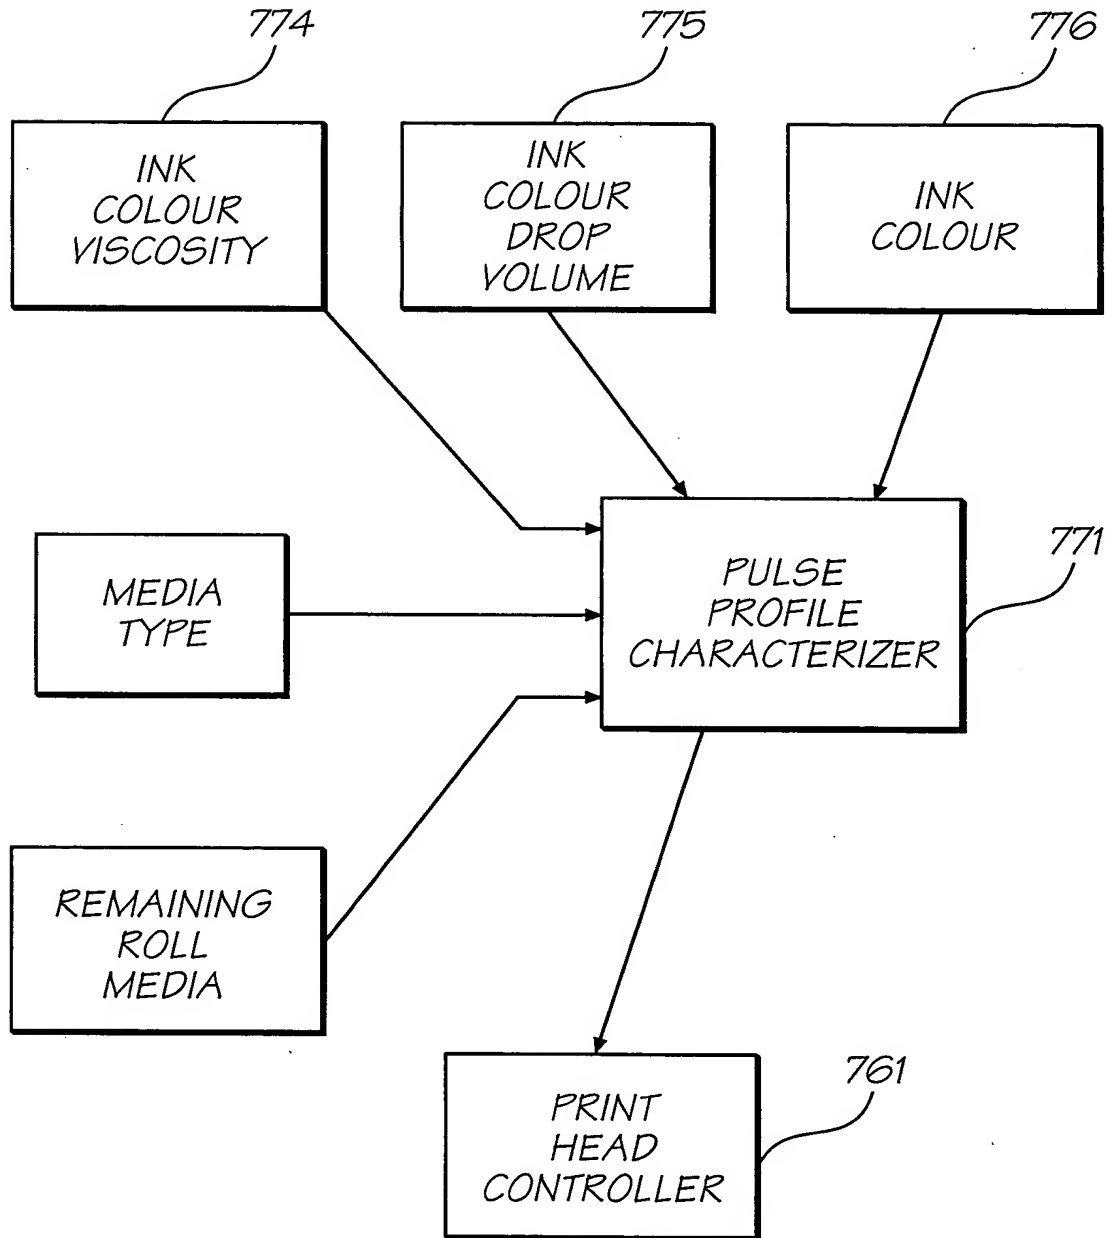 774
775
776
INK
COLOUR
VISCOSITY
INK
COLOUR
DROP
VOLUME
INK
COLOUR
771
MEDIA
TYPE
PULSE
PROFILE
CHARACTERIZER
REMAINING
ROLL
MEDIA
761
PRINT
HEAD
CONTROLLER